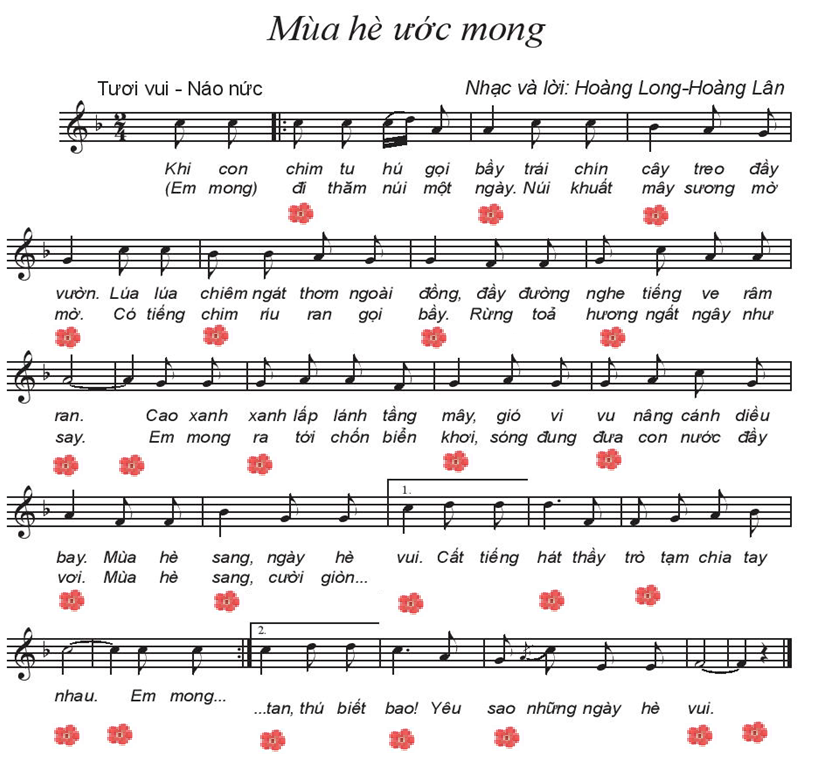 Mùa hè ước mong
Tươi vui - Náo nức
Nhạc và lời: Hoàng Long-Hoàng Lân
2
4
Khi con chim tu hú gọi bầy trái chín cây treo đầy
(Em mong) đi thăm núi một ngày. Núi khuất mây sương mờ
vườn. Lúa lúa chiêm ngát thơm ngoài đồng, đầy đường nghe tiếng ve râm
mờ. Có tiếng chim ríu ran gọi bầy. Rừng toả hương ngất ngây như
ran. Cao xanh xanh lấp lánh tầng mây, gió vi vu nâng cánh diều
say. Em mong ra tới chốn biển khơi, sóng đung đưa con nước đầy
1.
bay. Mùa hè sang, ngày hè vui. Cất tiếng hát thầy trò tạm chia tay
vơi. Mùa hè sang, cười giòn...
2.
nhau. Em mong...
...tan, thú biết bao! Yêu sao những ngày hè vui.